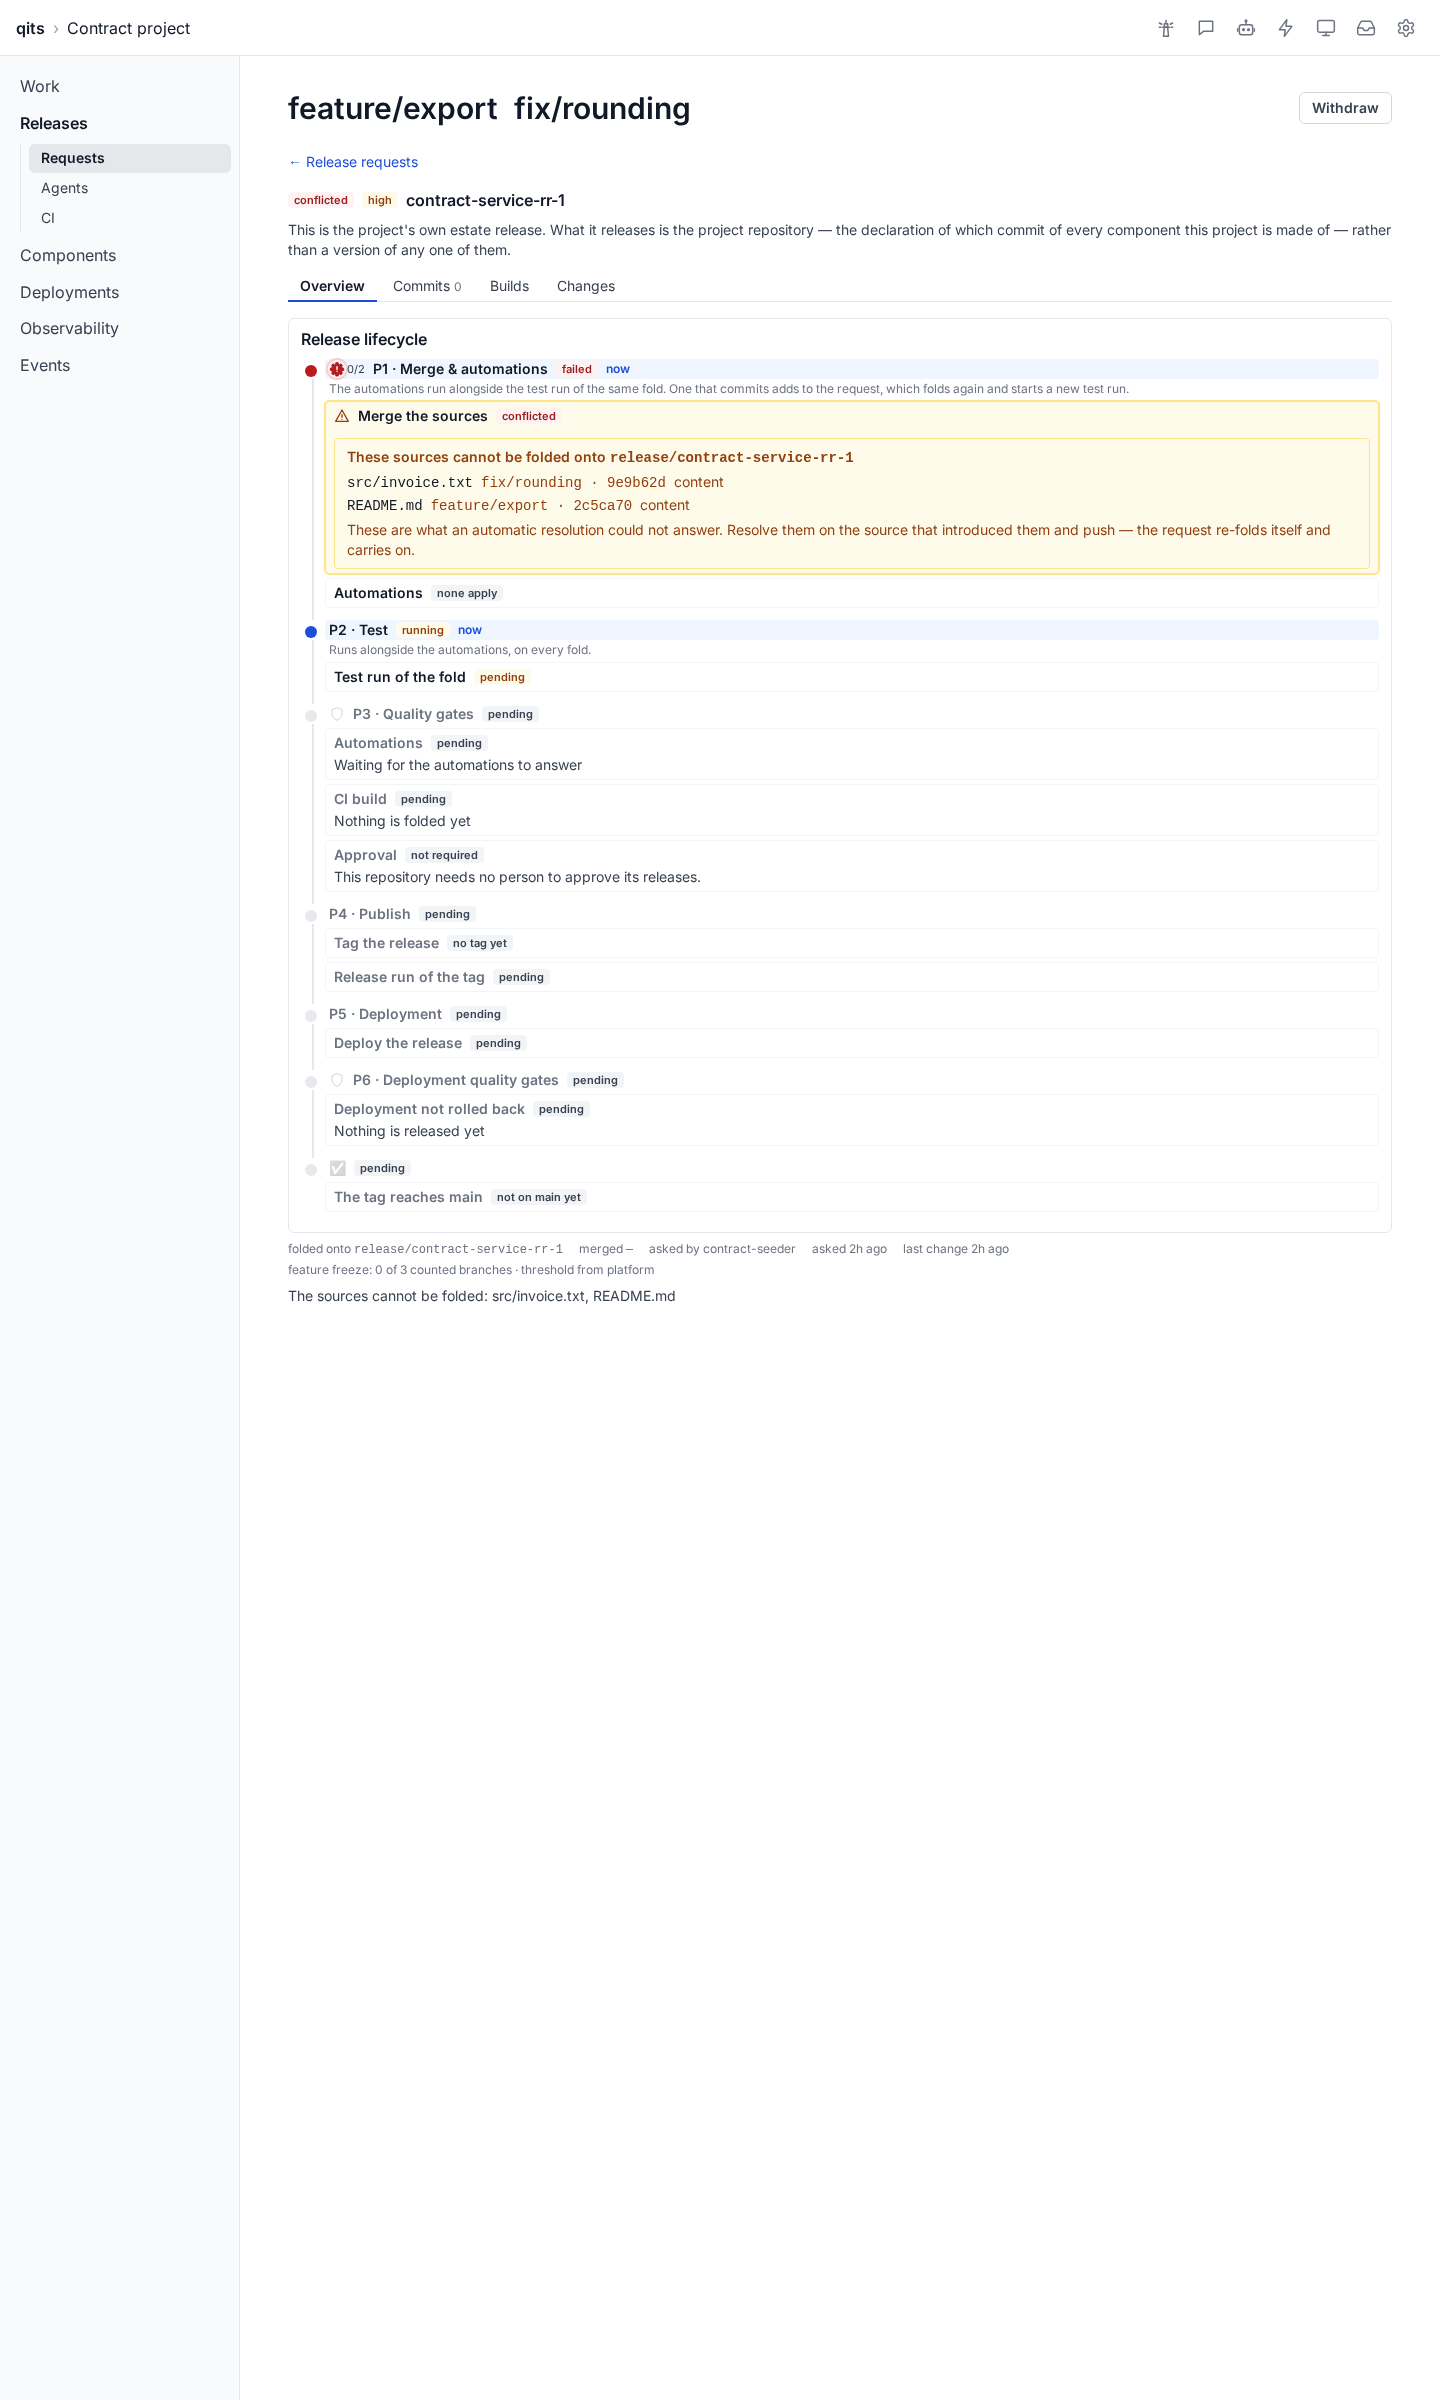 qits › Contract project
Work
Releases
Requests
Agents
CI
Components
Deployments
Observability
Events
feature/export fix/rounding
Withdraw
← Release requests
conflicted high contract-service-rr-1
This is the project's own estate release. What it releases is the project repository — the declaration of which commit of every component this project is made of — rather
than a version of any one of them.
Overview Commits 0 Builds Changes
Release lifecycle
0/2 P1 · Merge & automations failed now
The automations run alongside the test run of the same fold. One that commits adds to the request, which folds again and starts a new test run.
Merge the sources conflicted
These sources cannot be folded onto release/contract-service-rr-1
src/invoice.txt fix/rounding · 9e9b62d content
README.md feature/export · 2c5ca70 content
These are what an automatic resolution could not answer. Resolve them on the source that introduced them and push — the request re-folds itself and
carries on.
Automations none apply
P2 · Test running now
Runs alongside the automations, on every fold.
Test run of the fold pending
P3 · Quality gates pending
Automations pending
Waiting for the automations to answer
CI build pending
Nothing is folded yet
Approval not required
This repository needs no person to approve its releases.
P4 · Publish pending
Tag the release no tag yet
Release run of the tag pending
P5 · Deployment pending
Deploy the release pending
P6 · Deployment quality gates pending
Deployment not rolled back pending
Nothing is released yet
☑ pending
The tag reaches main not on main yet
folded onto release/contract-service-rr-1 merged — asked by contract-seeder asked 2h ago last change 2h ago
feature freeze: 0 of 3 counted branches · threshold from platform
The sources cannot be folded: src/invoice.txt, README.md